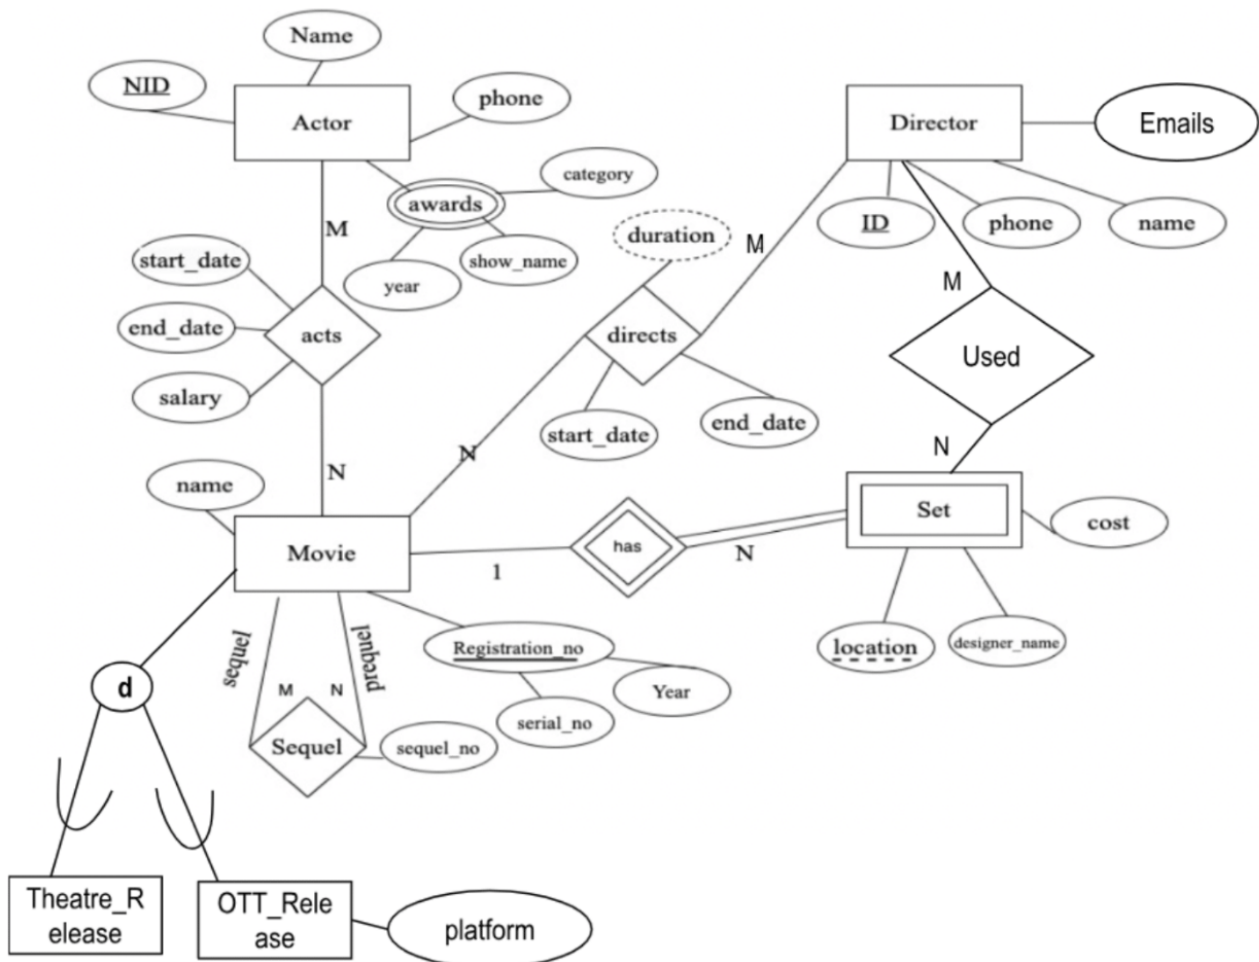 Name
NID
phone
Actor
Director
Emails
category
awards
ID
phone
name
M
duration
M
start_date
show_name
year
M
end_date
acts
directs
Used
salary
end_date
start_date
N
N
N
name
Set
cost
Movie
has
1
N
sequel
prequel
Registration_no
location
designer_name
M
N
Year
serial_no
Sequel
sequel_no
d
Theatre_R
elease
OTT_Rele
ase
platform